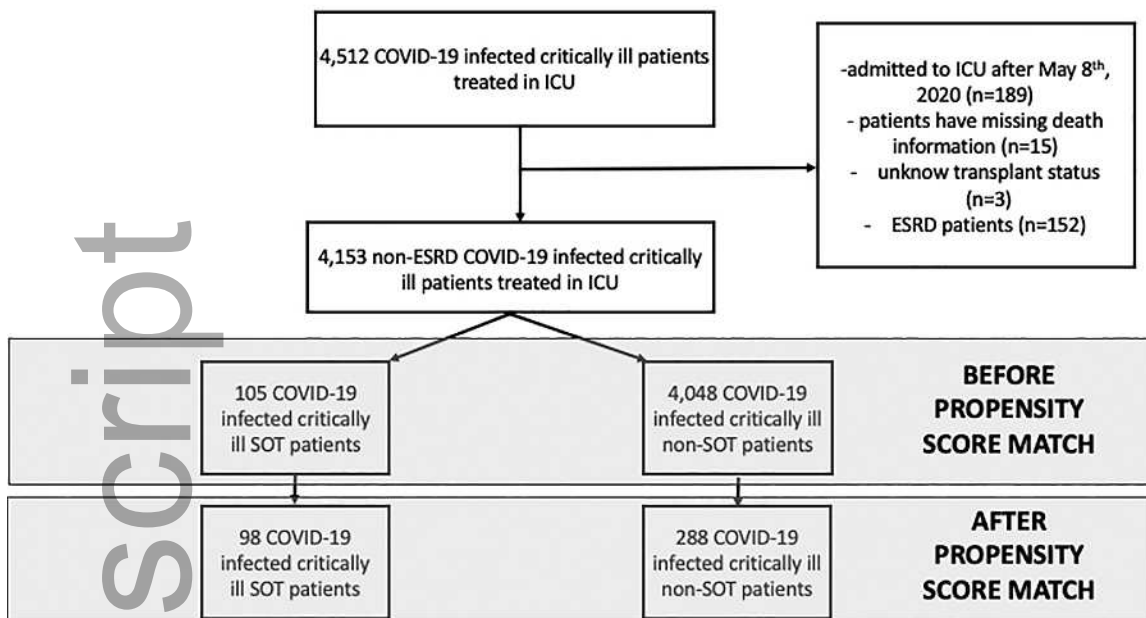 4,512 COVID-19 infected critically ill patients
treated in ICU
-admitted to ICU after May 8th,
2020 (n=189)
- patients have missing death
information (n=15)
- unknow transplant status
(n=3)
- ESRD patients (n=152)
4,153 non-ESRD COVID-19 infected critically
ill patients treated in ICU
105 COVID-19
infected critically
ill SOT patients
4,048 COVID-19
infected critically ill
non-SOT patients
BEFORE
PROPENSITY
SCORE MATCH
98 COVID-19
infected critically
ill SOT patients
288 COVID-19
infected critically ill
non-SOT patients
AFTER
PROPENSITY
SCORE MATCH
script